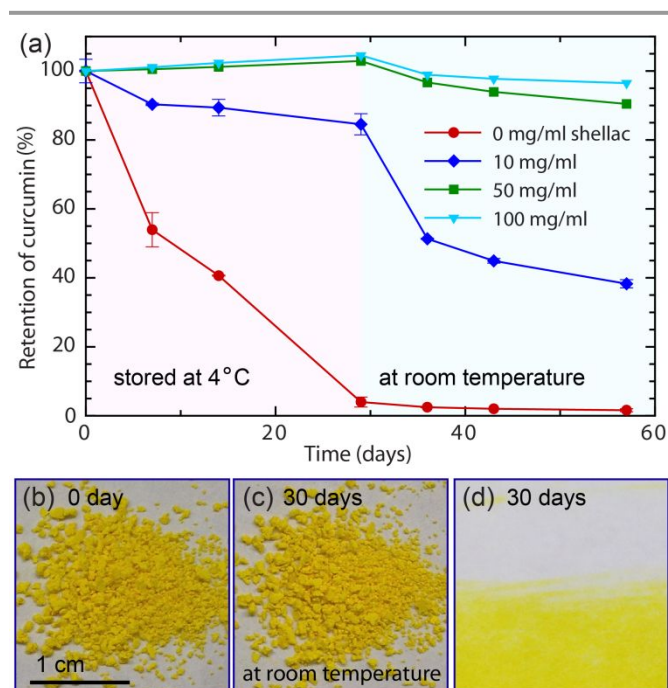 (a)
100
80
60
40
20
0
Retention of curcumin (%)
0 mg/ml shellac
10 mg/ml
50 mg/ml
100 mg/ml
stored at 4°C
at room temperature
0
20
40
60
Time (days)
(b) 0 day
1 cm
(c) 30 days
at room temperature
(d) 30 days